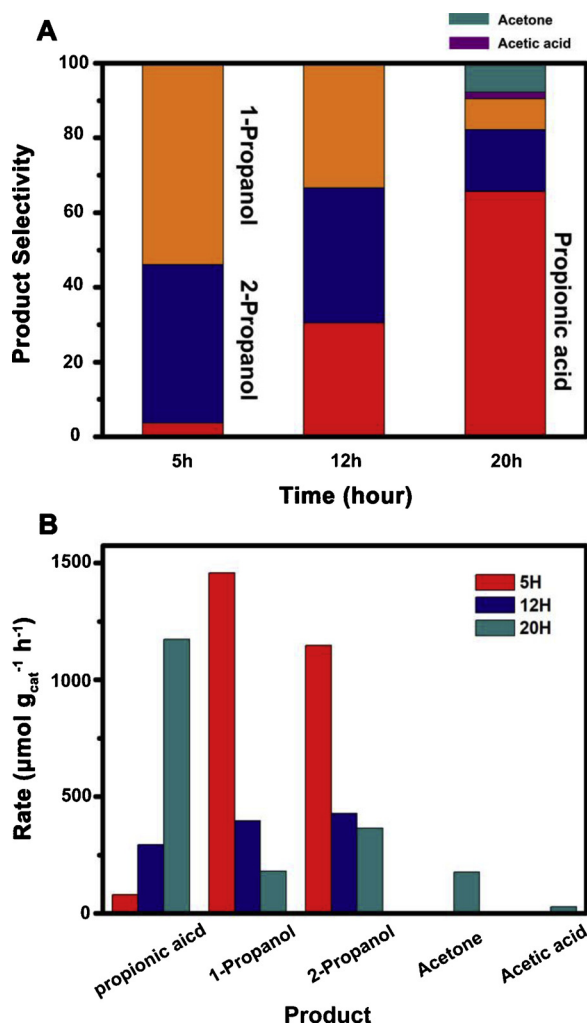 A
Acetone
Acetic acid
Product Selectivity
100
80
60
40
20
0
1-Propanol
2-Propanol
Propionic acid
5h
12h
20h
Time (hour)
B
Rate (μmol gcat⁻¹ h⁻¹)
1500
1000
500
0
5H
12H
20H
propionic aicd
1-Propanol
2-Propanol
Acetone
Acetic acid
Product